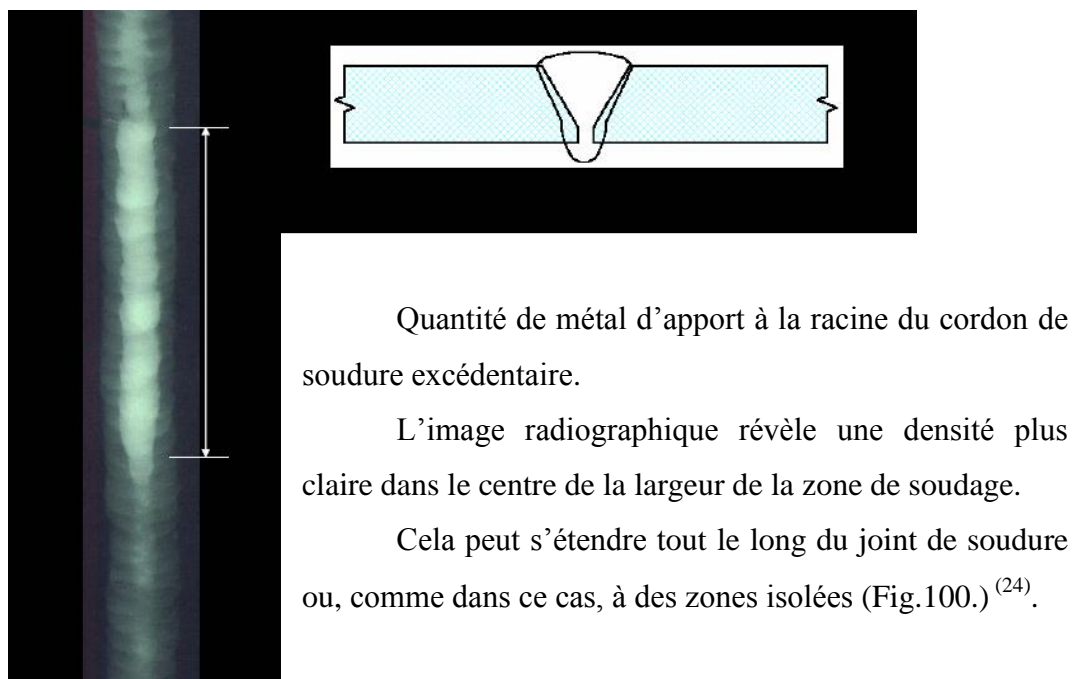 Quantité de métal d’apport à la racine du cordon de
soudure excédentaire.
L’image radiographique révèle une densité plus
claire dans le centre de la largeur de la zone de soudage.
Cela peut s’étendre tout le long du joint de soudure
ou, comme dans ce cas, à des zones isolées (Fig.100.) (24).